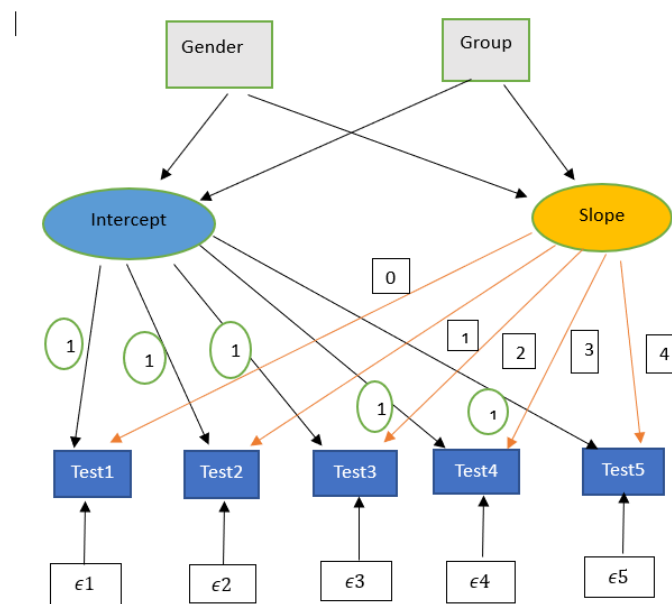 Gender
Group
Intercept
Slope
0
1
1
1
1
2
3
4
1
1
Test1
Test2
Test3
Test4
Test5
ϵ1
ϵ2
ϵ3
ϵ4
ϵ5